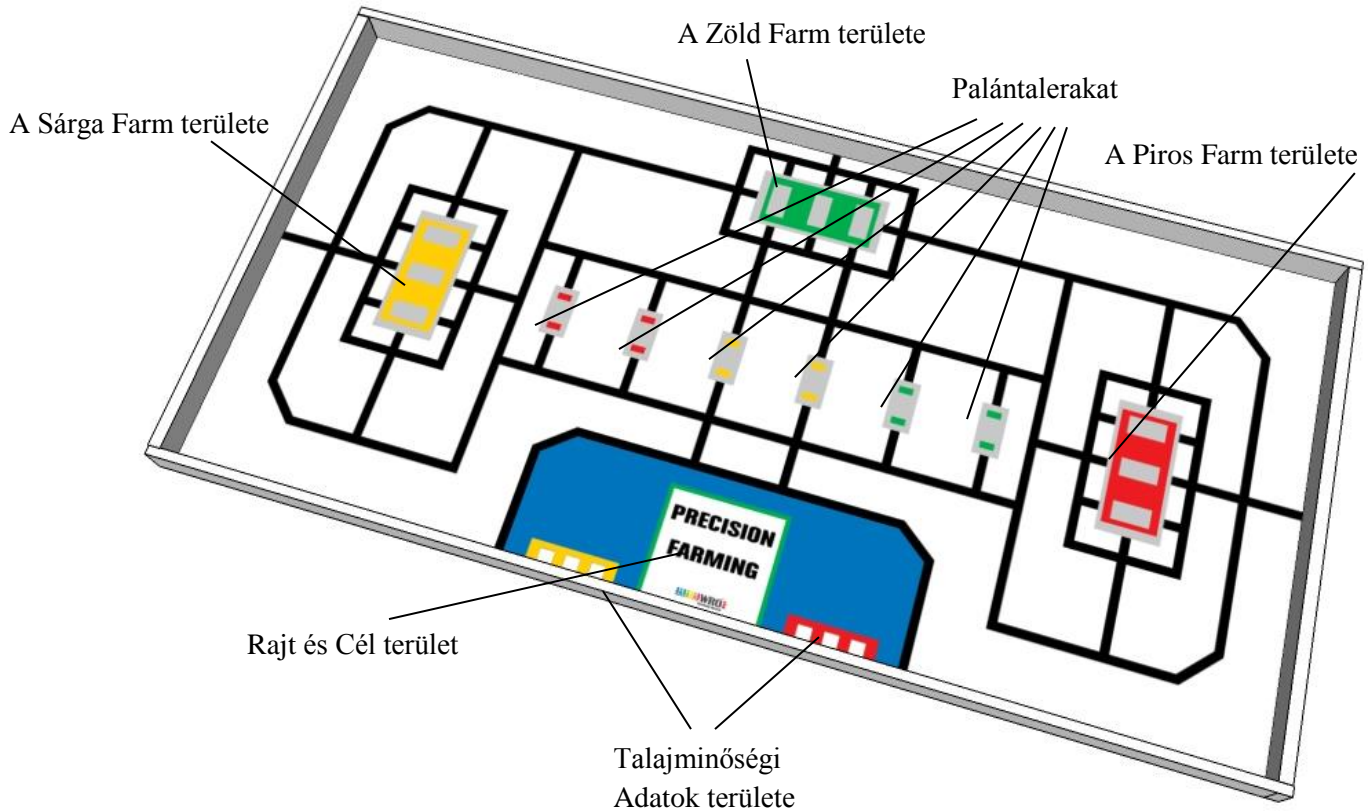 A Zöld Farm területe
Palántalerakat
A Sárga Farm területe
A Piros Farm területe
PRECISION
FARMING
WRO
Rajt és Cél terület
Talajminőségi
Adatok területe